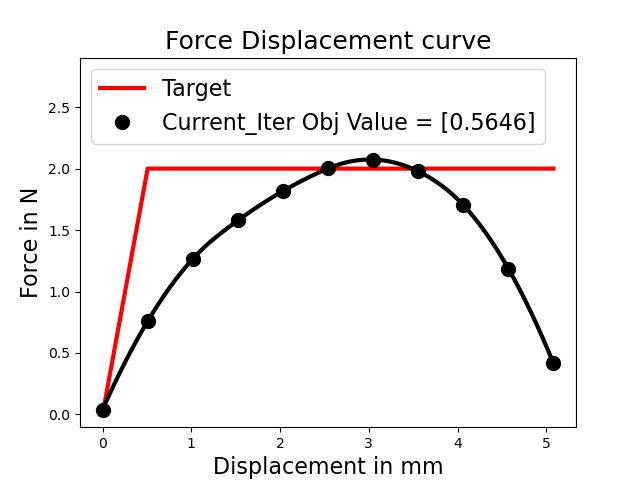 Force Displacement curve
Target
Current_Iter Obj Value = [0.5646]
2.5
2.0
1.5
1.0
0.5
0.0
Force in N
0 1 2 3 4 5
Displacement in mm